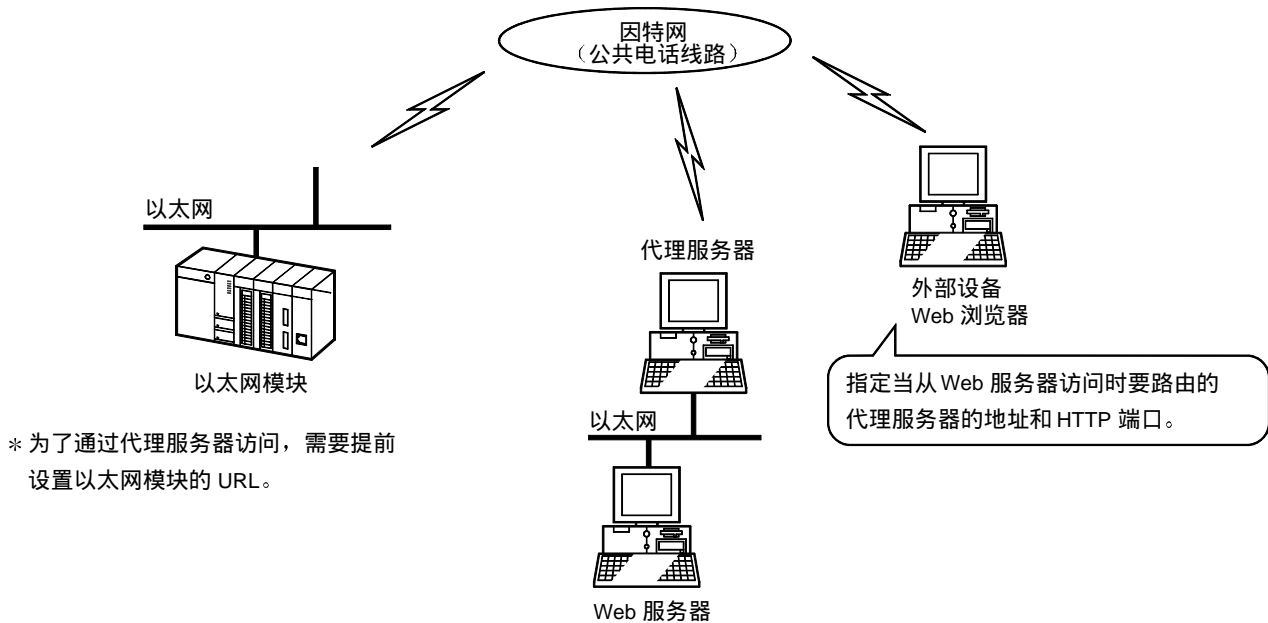 因特网
（公共电话线路）
以太网
以太网模块
＊为了通过代理服务器访问，需要提前
设置以太网模块的 URL。
代理服务器
以太网
Web 服务器
外部设备
Web 浏览器
指定当从 Web 服务器访问时要路由的
代理服务器的地址和 HTTP 端口。